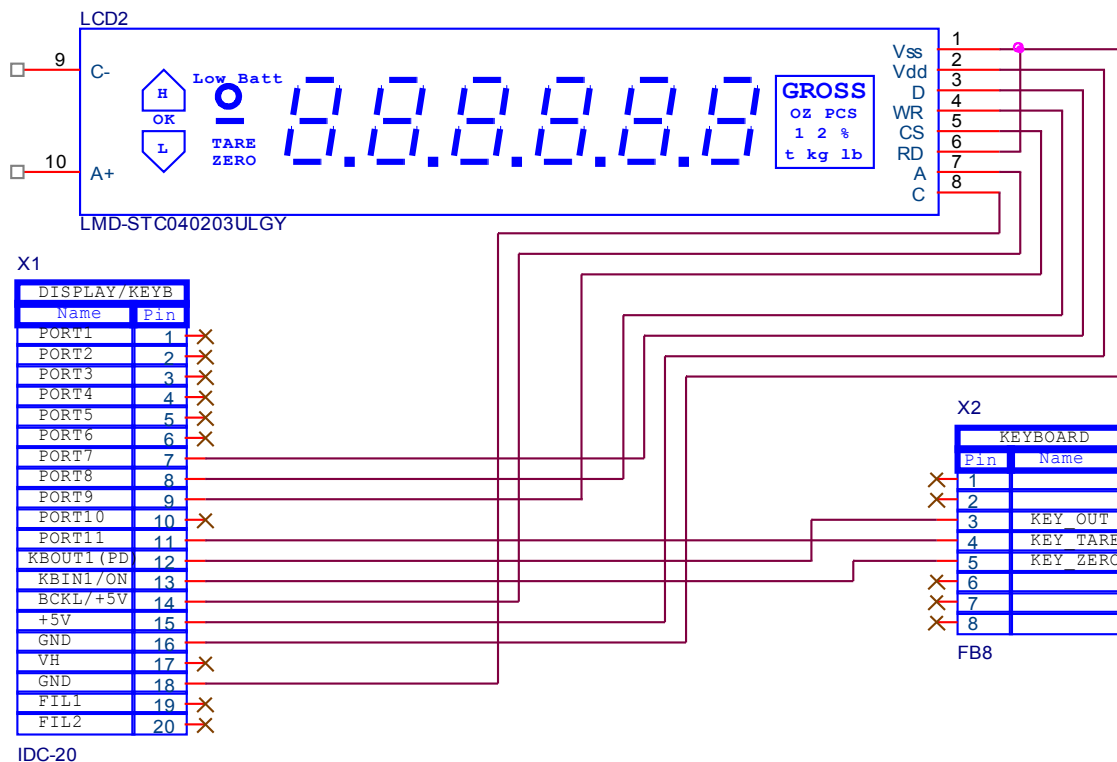 LCD2
1
Vss
2
9
C-
Low Batt
Vdd
3
H
GROSS
D
4
OK
OZ PCS
WR
5
TARE
1 2 %
CS
6
L
ZERO
t kg lb
RD
7
10
A+
A
8
C
8.8.8.8.8.8
LMD-STC040203ULGY
X1
DISPLAY/KEYB
Name Pin
PORT1 1
PORT2 2
PORT3 3
PORT4 4
PORT5 5
PORT6 6
PORT7 7
PORT8 8
PORT9 9
PORT10 10
PORT11 11
KBOUT1(PD 12
KBIN1/ON 13
BCKL/+5V 14
+5V 15
GND 16
VH 17
GND 18
FIL1 19
FIL2 20
IDC-20
X2
KEYBOARD
Pin Name
1
2
3 KEY_OUT
4 KEY_TARE
5 KEY_ZERO
6
7
8
FB8